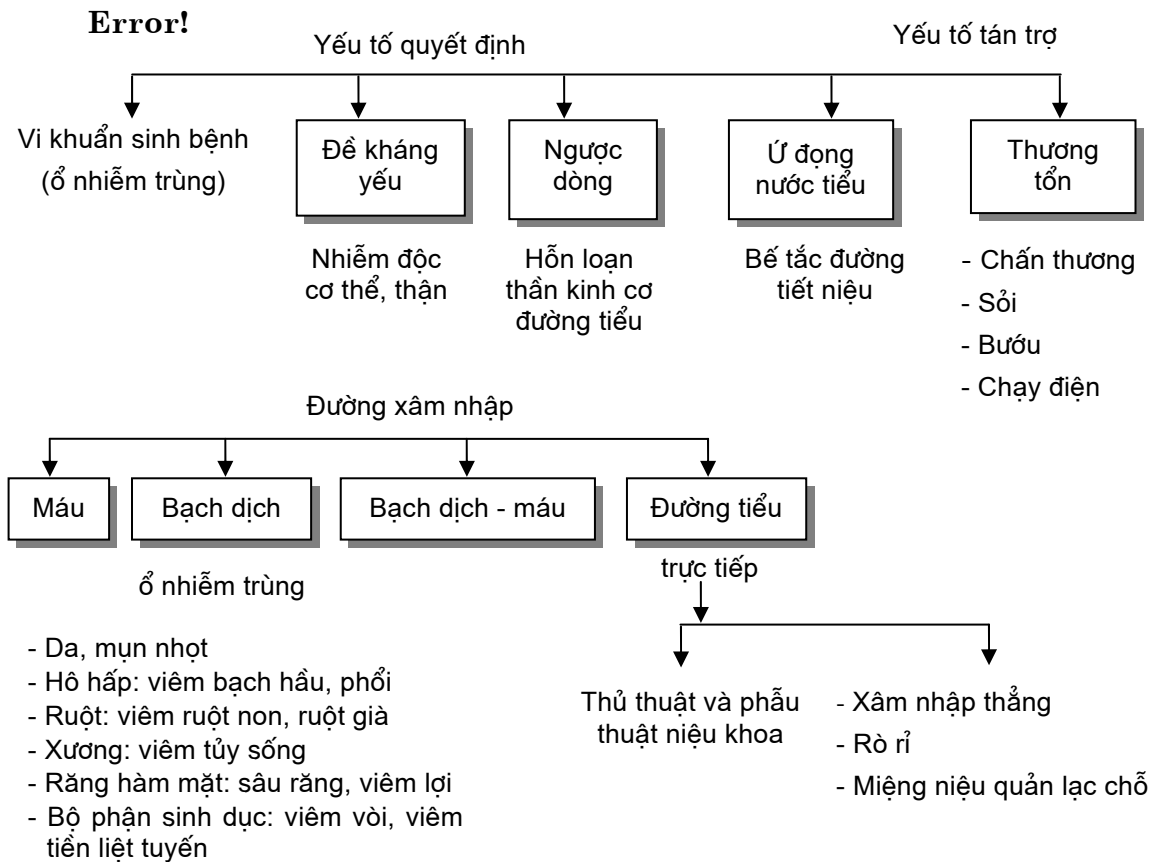 Error!
Yếu tố quyết định
Yếu tố tán trợ
Vi khuẩn sinh bệnh
(ổ nhiễm trùng)
Đề kháng
yếu
Ngược
dòng
Ứ đọng
nước tiểu
Thương
tổn
Nhiễm độc
cơ thể, thận
Hỗn loạn
thần kinh cơ
đường tiểu
Bế tắc đường
tiết niệu
- Chấn thương
- Sỏi
- Bướu
- Chạy điện
Đường xâm nhập
Máu
Bạch dịch
Bạch dịch - máu
Đường tiểu
ổ nhiễm trùng
trực tiếp
- Da, mụn nhọt
- Hô hấp: viêm bạch hầu, phổi
- Ruột: viêm ruột non, ruột già
- Xương: viêm tủy sống
- Răng hàm mặt: sâu răng, viêm lợi
- Bộ phận sinh dục: viêm vòi, viêm
tiền liệt tuyến
Thủ thuật và phẫu
thuật niệu khoa
- Xâm nhập thẳng
- Rò rỉ
- Miệng niệu quản lạc chỗ